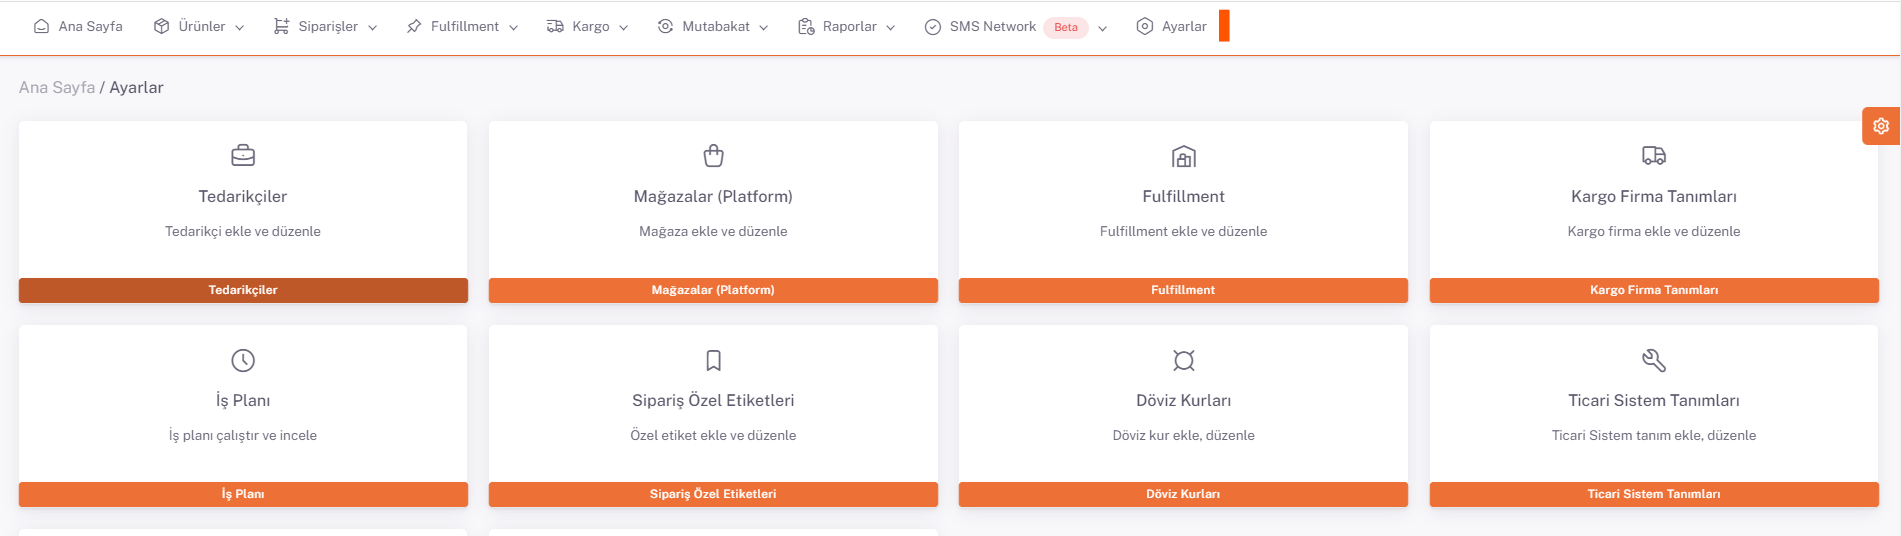 Ana Sayfa Ürünler Siparişler Fulfillment Kargo Mutabakat Raporlar SMS Network Beta Ayarlar
Ana Sayfa / Ayarlar
Tedarikçiler Mağazalar (Platform) Fulfillment Kargo Firma Tanımları
Tedarikçi ekle ve düzenle Mağaza ekle ve düzenle Fulfillment ekle ve düzenle Kargo firma ekle ve düzenle
Tedarikçiler Mağazalar (Platform) Fulfillment Kargo Firma Tanımları
İş Planı Sipariş Özel Etiketleri Döviz Kurları Ticari Sistem Tanımları
İş planı çalıştır ve incele Özel etiket ekle ve düzenle Döviz kur ekle, düzenle Ticari Sistem tanım ekle, düzenle
İş Planı Sipariş Özel Etiketleri Döviz Kurları Ticari Sistem Tanımları